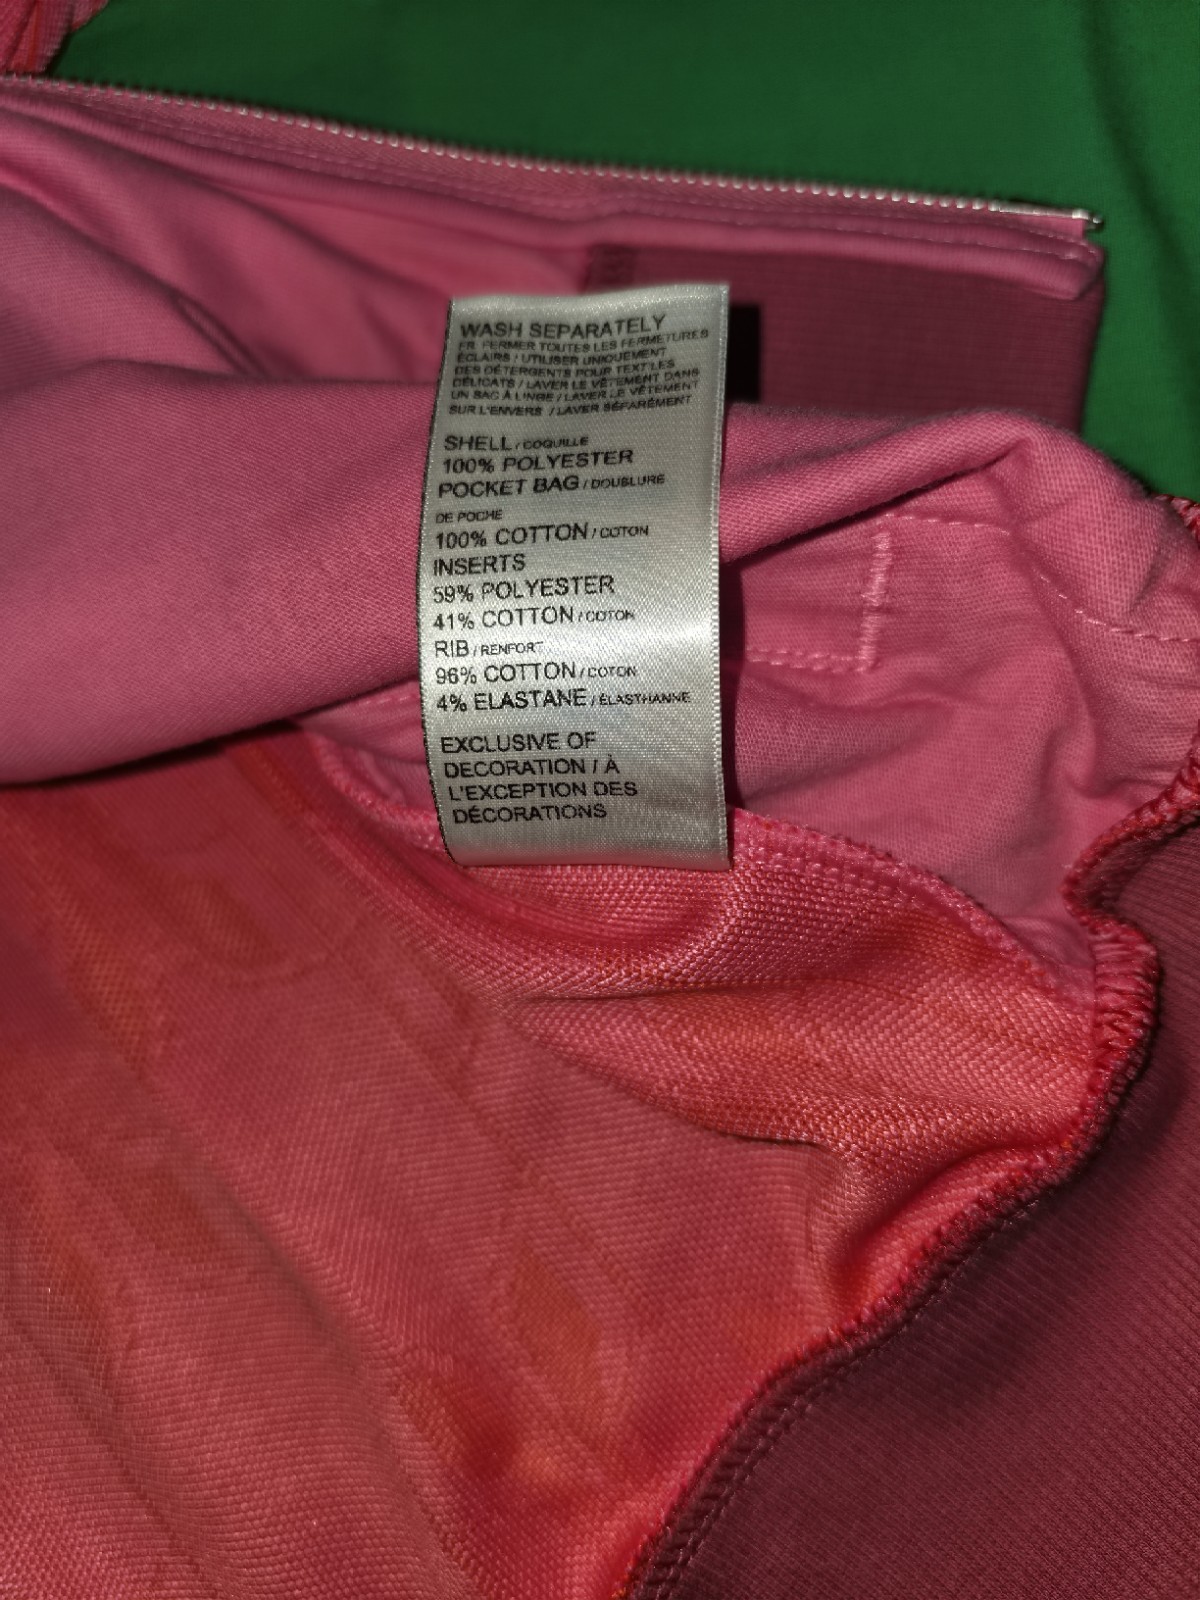 WASH SEPARATELY
FR. FERMER TOUTES LES FERMETURES
ÉCLAIRS / UTILISER UNIQUEMENT
DES DÉTERGENTS POUR TEXTILES
DÉLICATS / LAVER LE VÊTEMENT DANS
UN SAC À LINGE / LAVER LE VÊTEMENT
SUR L'ENVERS / LAVER SÉPARÉMENT
SHELL / COQUILLE
100% POLYESTER
POCKET BAG / DOUBLURE
DE POCHE
100% COTTON / COTON
INSERTS
59% POLYESTER
41% COTTON / COTON
RIB / RENFORT
96% COTTON / COTON
4% ELASTANE / ÉLASTHANNE
EXCLUSIVE OF
DECORATION / À
L'EXCEPTION DES
DÉCORATIONS